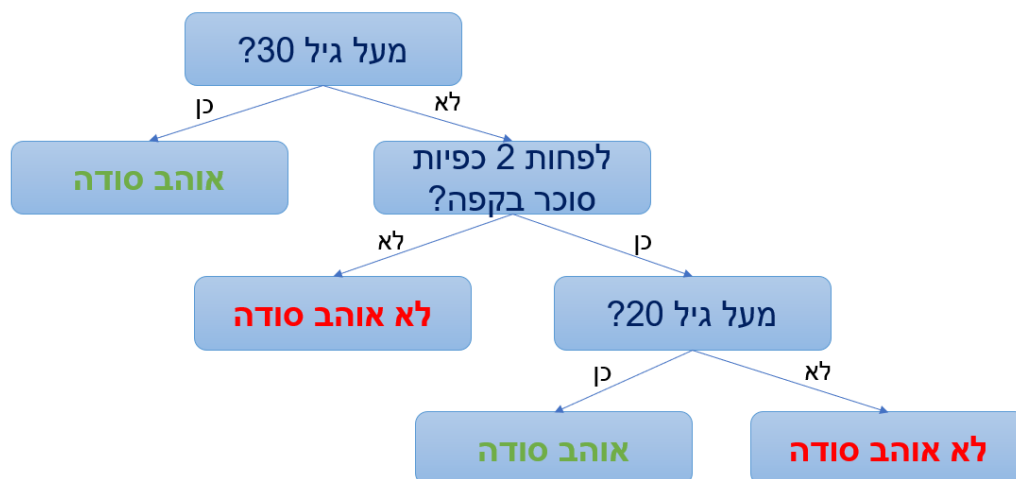 מעל גיל 30?
כן
לא
אוהב סודה
לפחות 2 כפיות
סוכר בקפה?
לא
כן
לא אוהב סודה
מעל גיל 20?
כן
לא
אוהב סודה
לא אוהב סודה